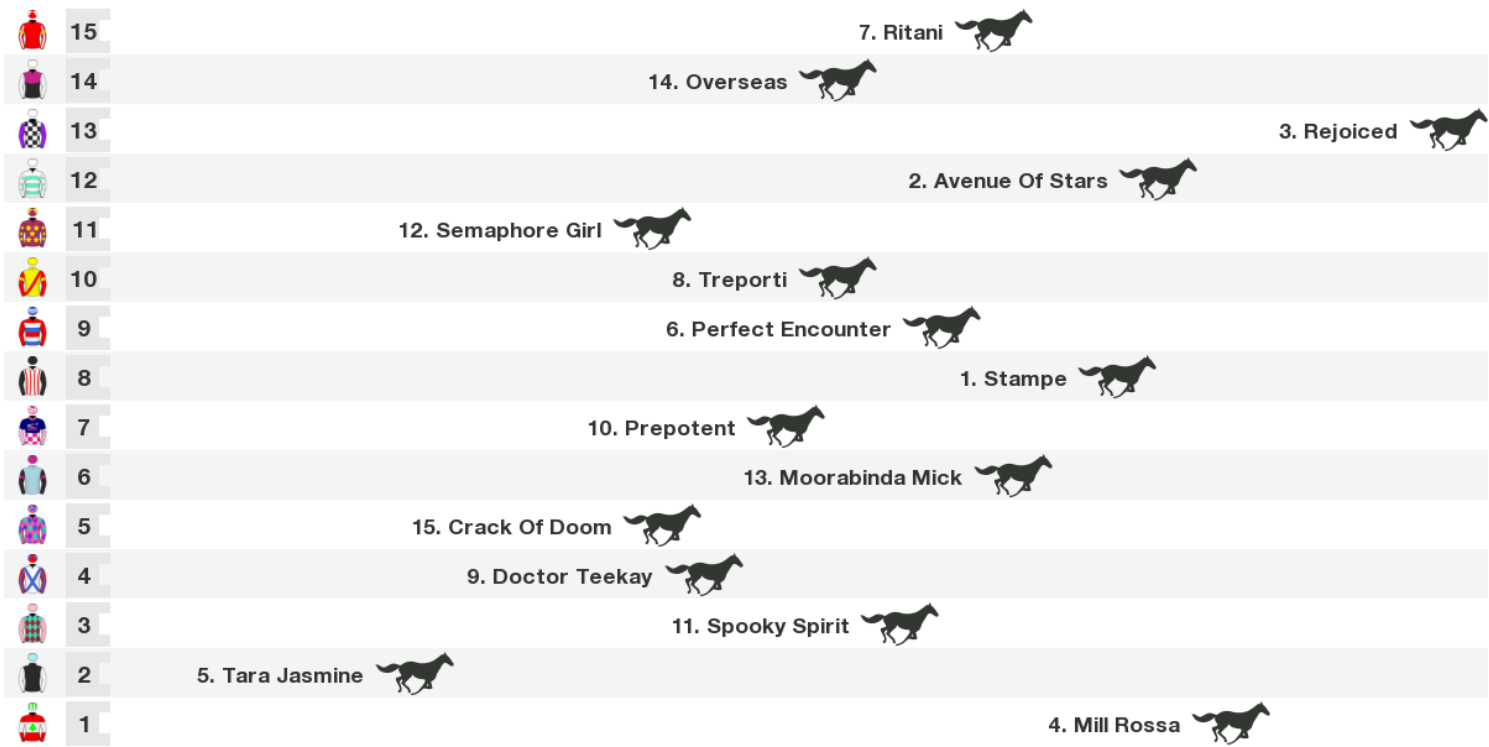 15 7. Ritani
14 14. Overseas
13 3. Rejoiced
12 2. Avenue Of Stars
11 12. Semaphore Girl
10 8. Treporti
9 6. Perfect Encounter
8 1. Stampe
7 10. Prepotent
6 13. Moorabinda Mick
5 15. Crack Of Doom
4 9. Doctor Teekay
3 11. Spooky Spirit
2 5. Tara Jasmine
1 4. Mill Rossa